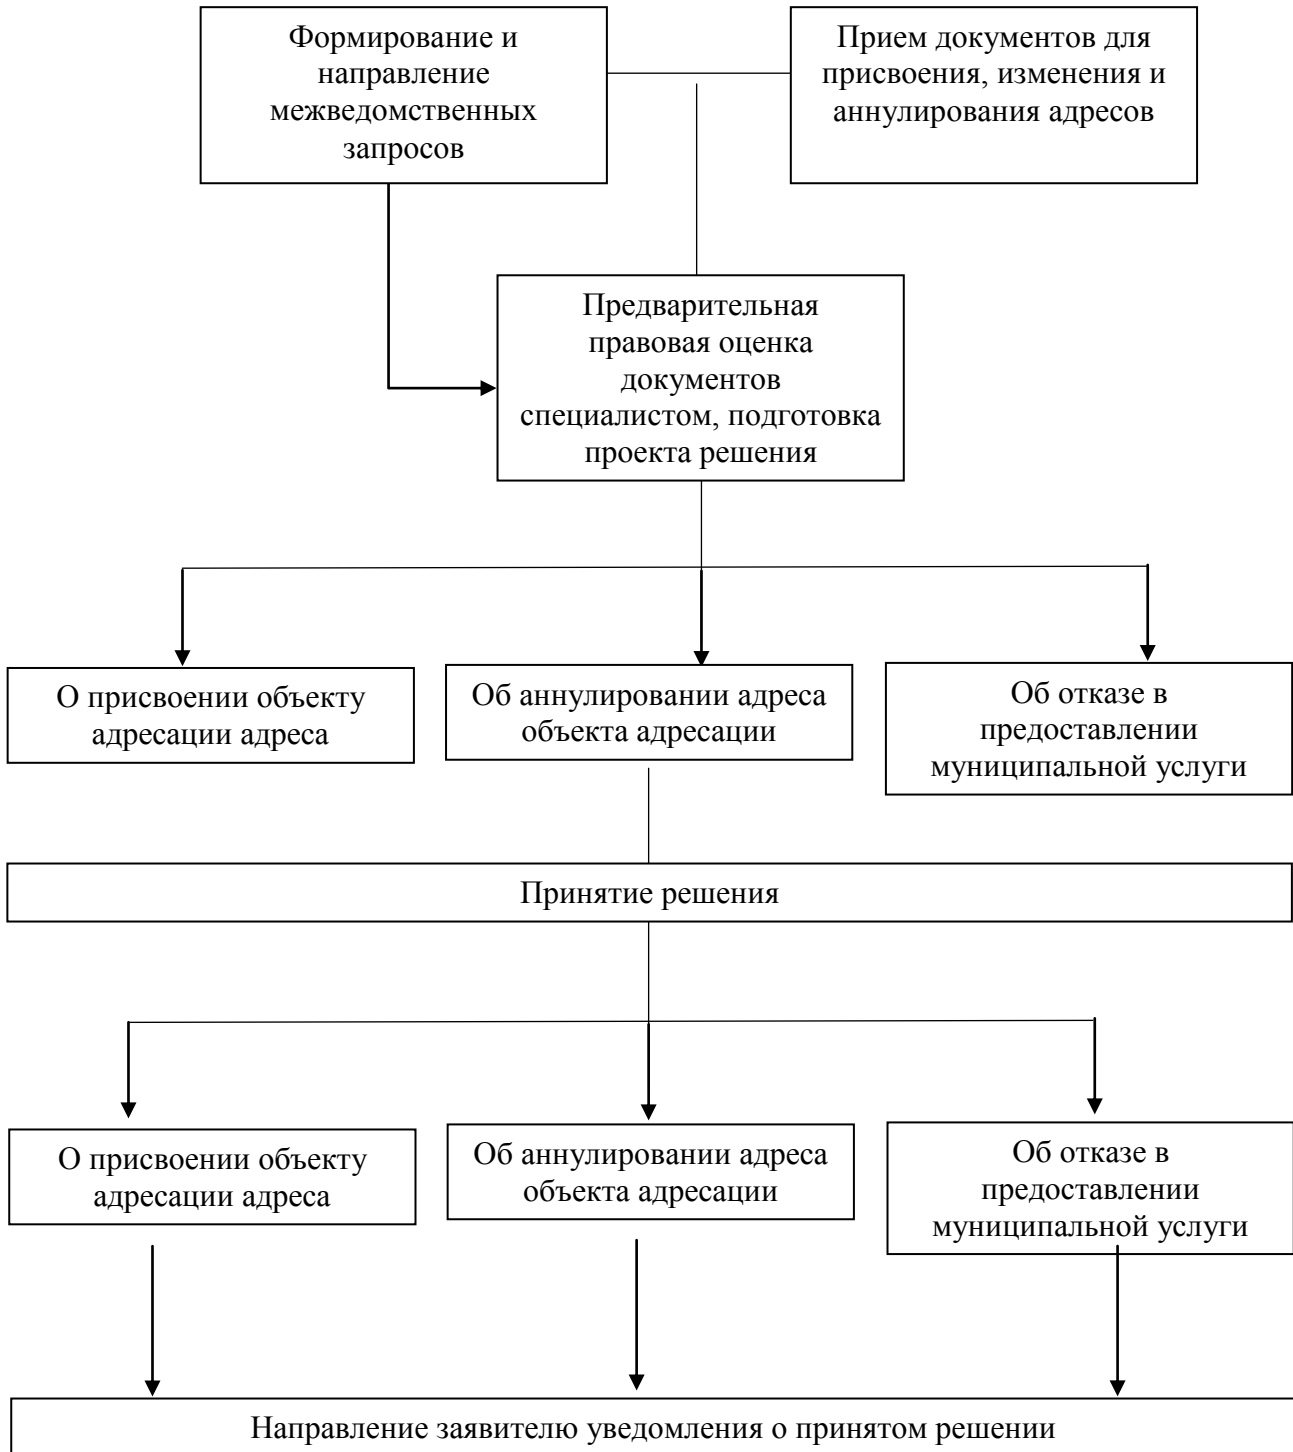 Формирование и
направление
межведомственных
запросов
Прием документов для
присвоения, изменения и
аннулирования адресов
Предварительная
правовая оценка
документов
специалистом, подготовка
проекта решения
О присвоении объекту
адресации адреса
Об аннулировании адреса
объекта адресации
Об отказе в
предоставлении
муниципальной услуги
Принятие решения
О присвоении объекту
адресации адреса
Об аннулировании адреса
объекта адресации
Об отказе в
предоставлении
муниципальной услуги
Направление заявителю уведомления о принятом решении